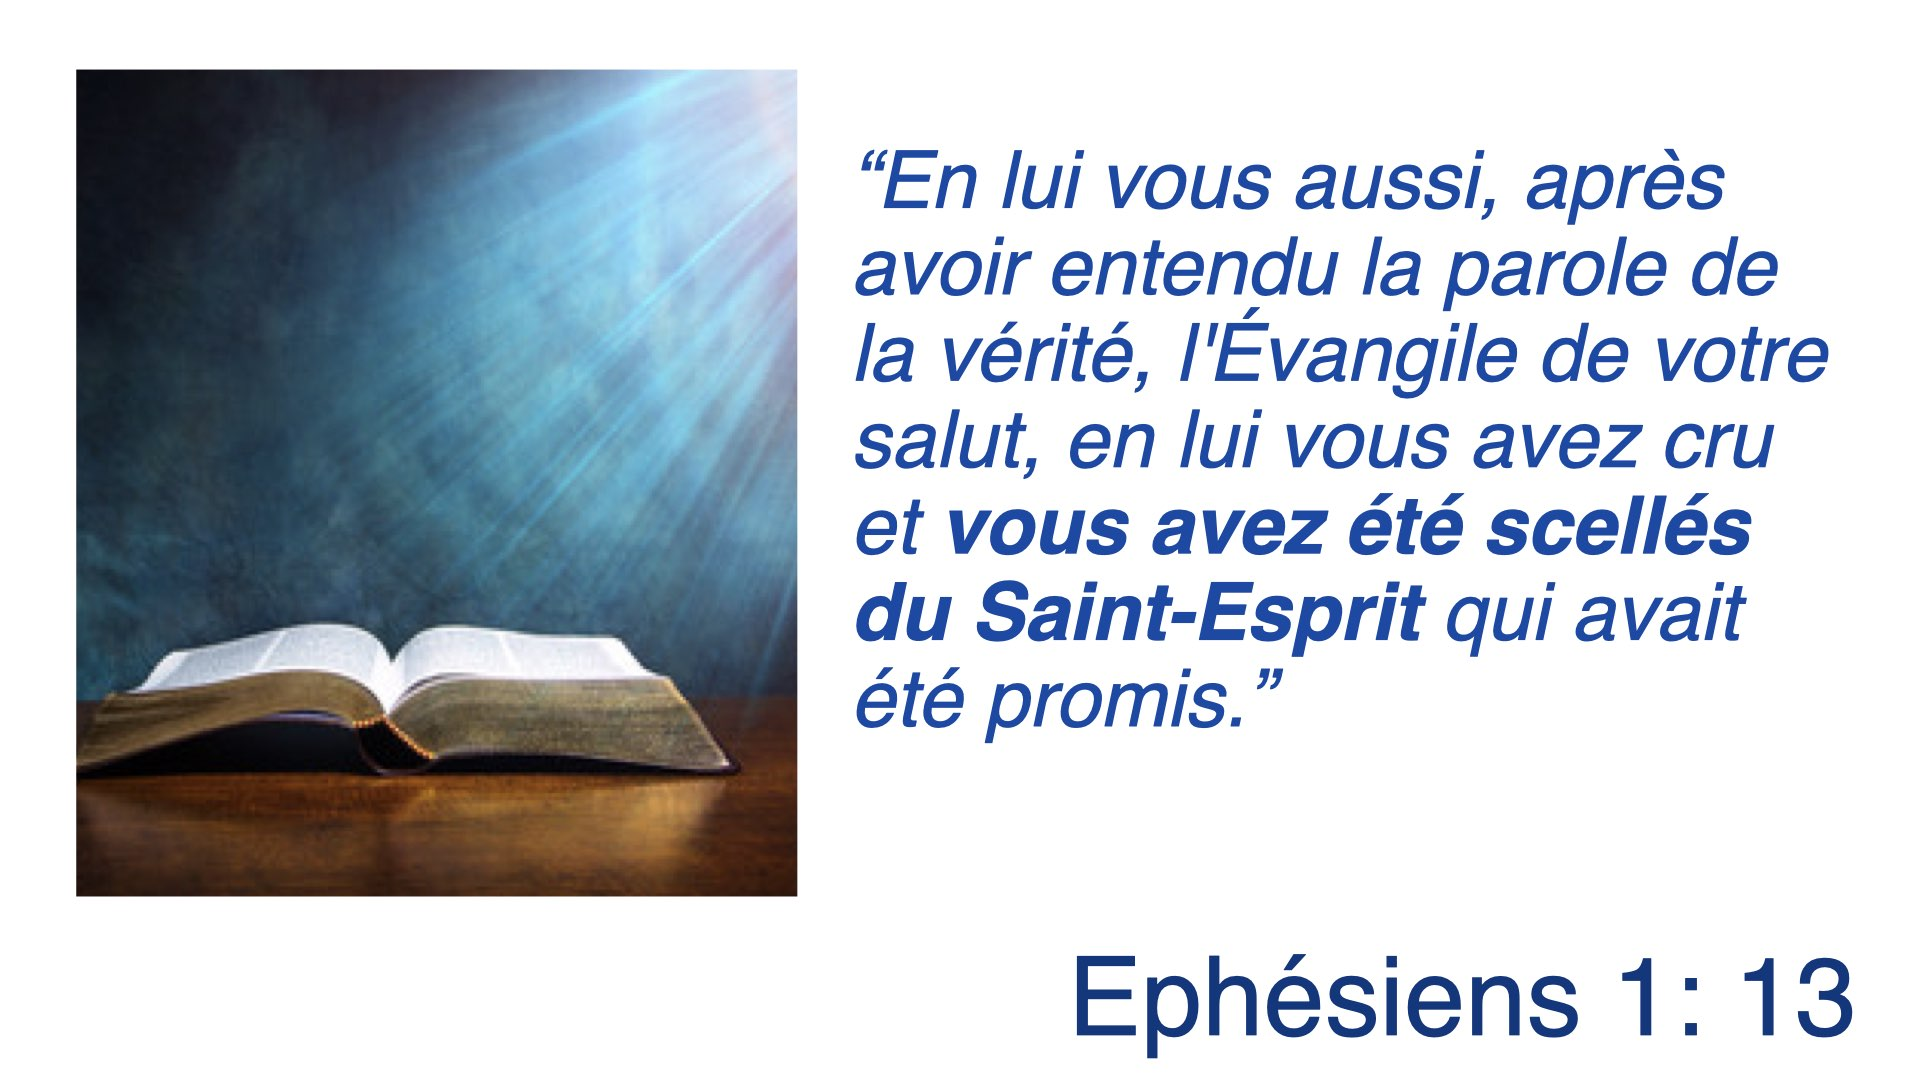 “En lui vous aussi, après
avoir entendu la parole de
la vérité, l'Évangile de votre
salut, en lui vous avez cru
et vous avez été scellés
du Saint-Esprit qui avait
été promis.”
Ephésiens 1: 13